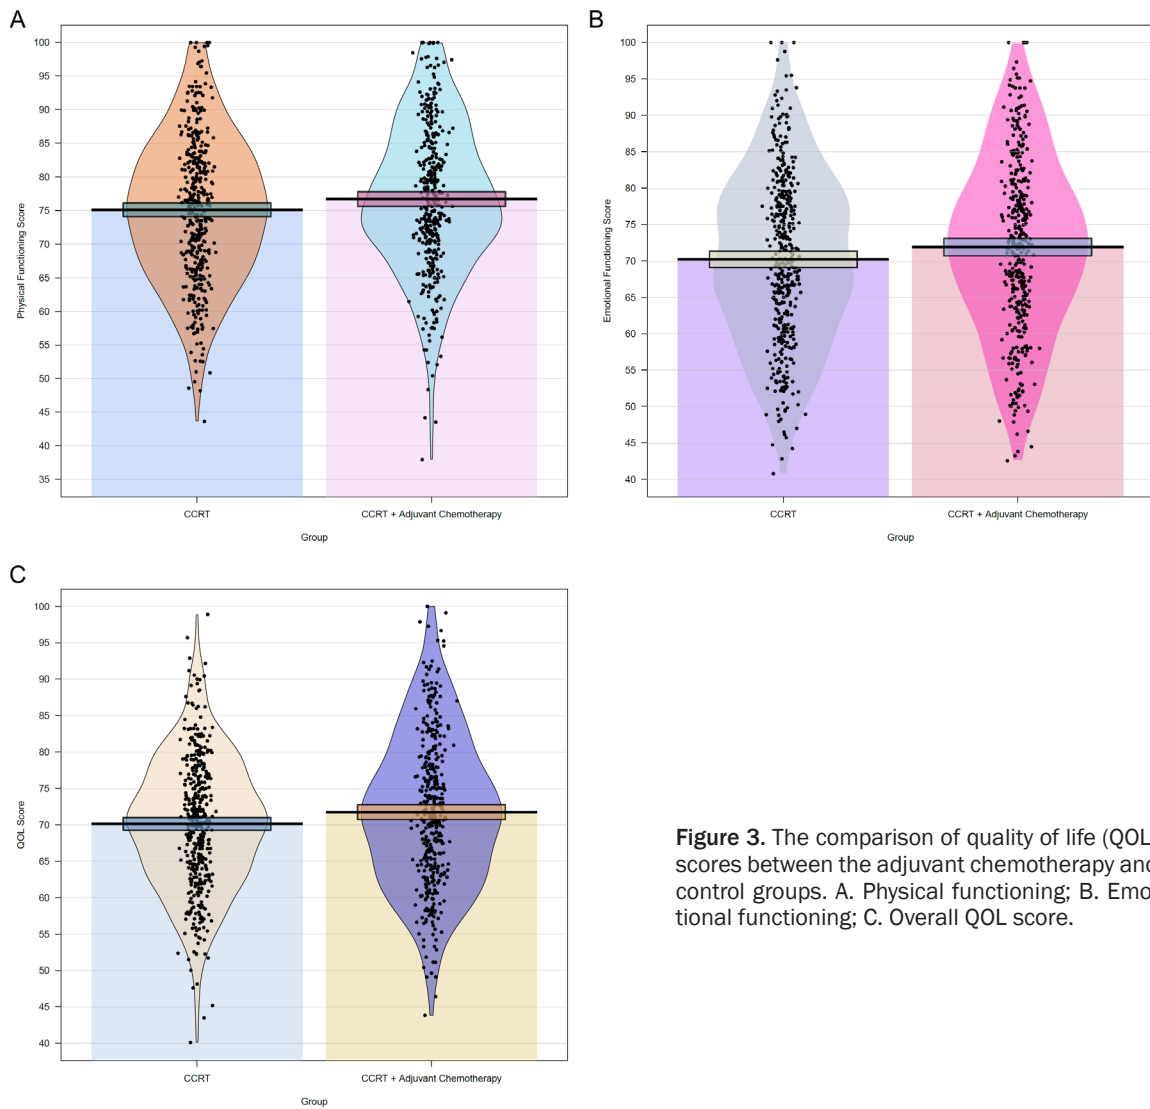 A
100
95
90
85
80
75
70
65
60
55
50
45
40
35
Physical Functioning Score
CCRT
CCRT + Adjuvant Chemotherapy
Group
B
100
95
90
85
80
75
70
65
60
55
50
45
40
Emotional Functioning Score
CCRT
CCRT + Adjuvant Chemotherapy
Group
C
100
95
90
85
80
75
70
65
60
55
50
45
40
QOL Score
CCRT
CCRT + Adjuvant Chemotherapy
Group
Figure 3. The comparison of quality of life (QOL
scores between the adjuvant chemotherapy and
control groups. A. Physical functioning; B. Emo
tional functioning; C. Overall QOL score.